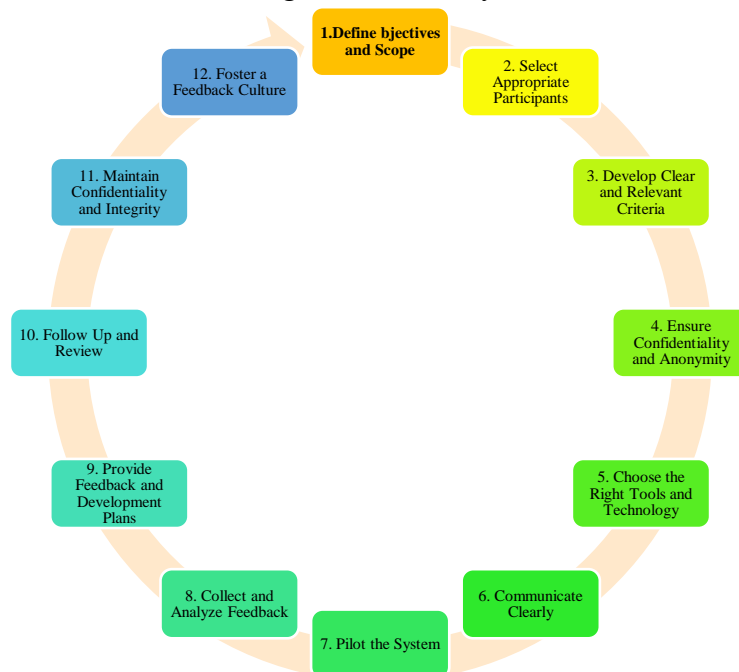 1.Define bjectives
and Scope
2. Select
Appropriate
Participants
3. Develop Clear
and Relevant
Criteria
4. Ensure
Confidentiality
and Anonymity
5. Choose the
Right Tools and
Technology
6. Communicate
Clearly
7. Pilot the System
8. Collect and
Analyze Feedback
9. Provide
Feedback and
Development
Plans
10. Follow Up and
Review
11. Maintain
Confidentiality
and Integrity
12. Foster a
Feedback Culture